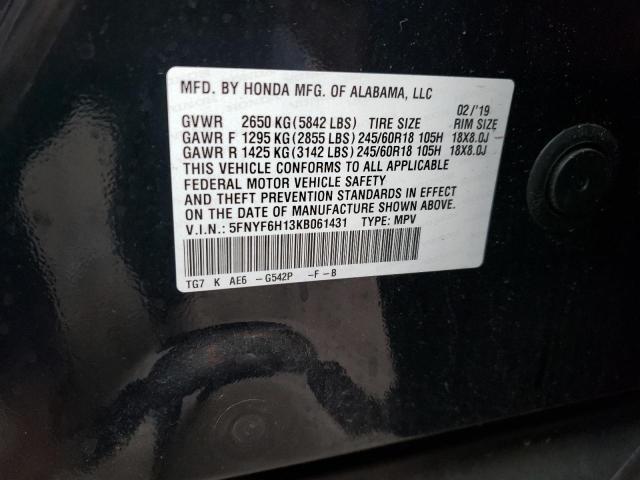 MFD. BY HONDA MFG. OF ALABAMA, LLC
02/'19
GVWR 2650 KG(5842 LBS) TIRE SIZE RIM SIZE
GAWR F 1295 KG(2855 LBS) 245/60R18 105H 18X8.0J
GAWR R 1425 KG(3142 LBS) 245/60R18 105H 18X8.0J
THIS VEHICLE CONFORMS TO ALL APPLICABLE
FEDERAL MOTOR VEHICLE SAFETY
AND THEFT PREVENTION STANDARDS IN EFFECT
ON THE DATE OF MANUFACTURE SHOWN ABOVE.
V.I.N.: 5FNYF6H13KB061431 TYPE: MPV
TG7 K AE6 -G542P -F-B